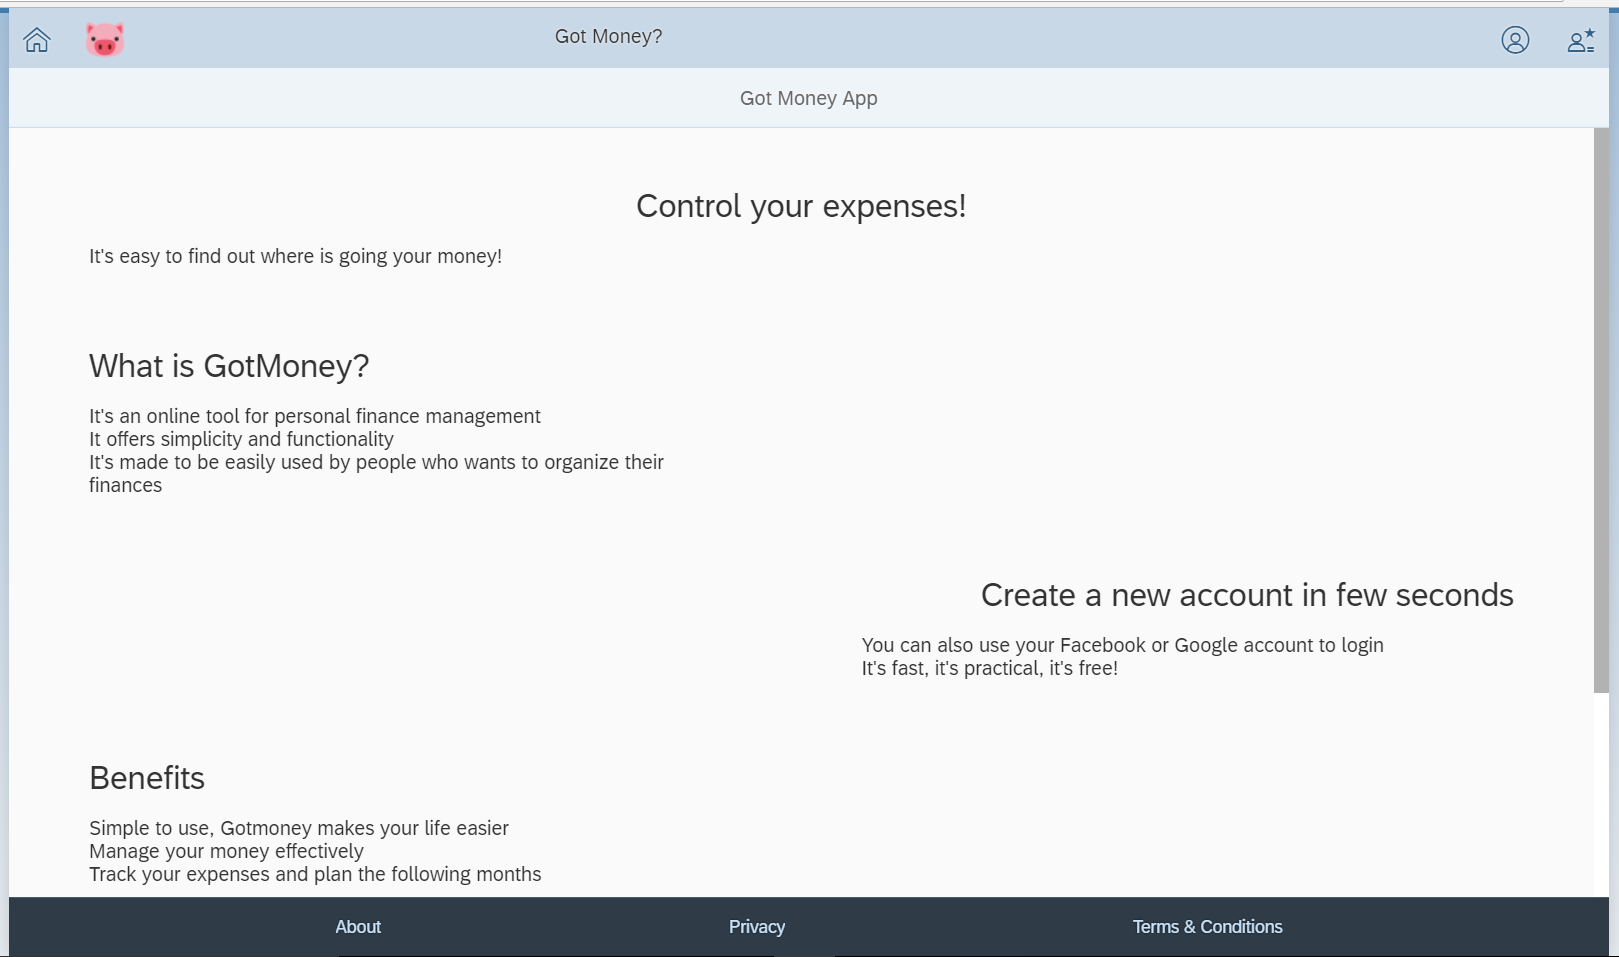 Got Money?
Got Money App
Control your expenses!
It's easy to find out where is going your money!
What is GotMoney?
It's an online tool for personal finance management
It offers simplicity and functionality
It's made to be easily used by people who wants to organize their
finances
Create a new account in few seconds
You can also use your Facebook or Google account to login
It's fast, it's practical, it's free!
Benefits
Simple to use, Gotmoney makes your life easier
Manage your money effectively
Track your expenses and plan the following months
About
Privacy
Terms & Conditions